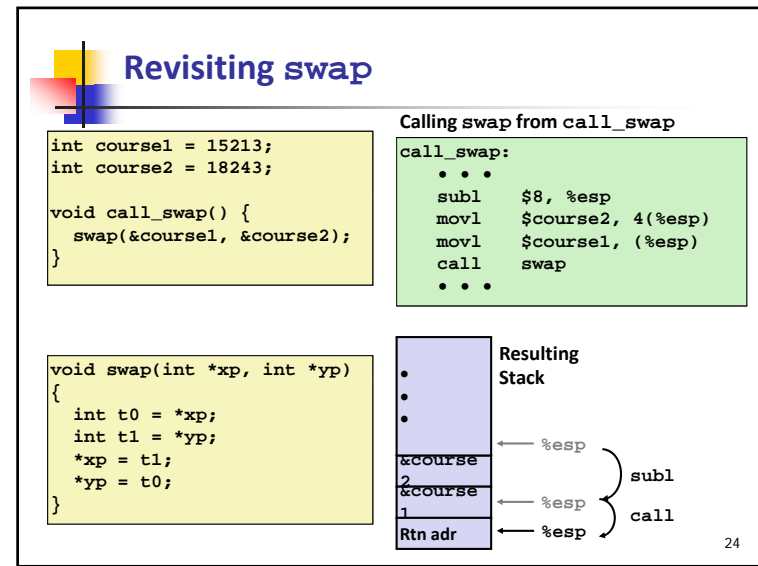 Revisiting swap
int course1 = 15213;
int course2 = 18243;
void call_swap() {
swap(&course1, &course2);
}
Calling swap from call_swap
call_swap:
• • •
subl $8, %esp
movl $course2, 4(%esp)
movl $course1, (%esp)
call swap
• • •
void swap(int *xp, int *yp)
{
int t0 = *xp;
int t1 = *yp;
*xp = t1;
*yp = t0;
}
Resulting
Stack
•
•
•
%esp
&course
2
subl
&course
1
%esp
call
Rtn adr
%esp
24